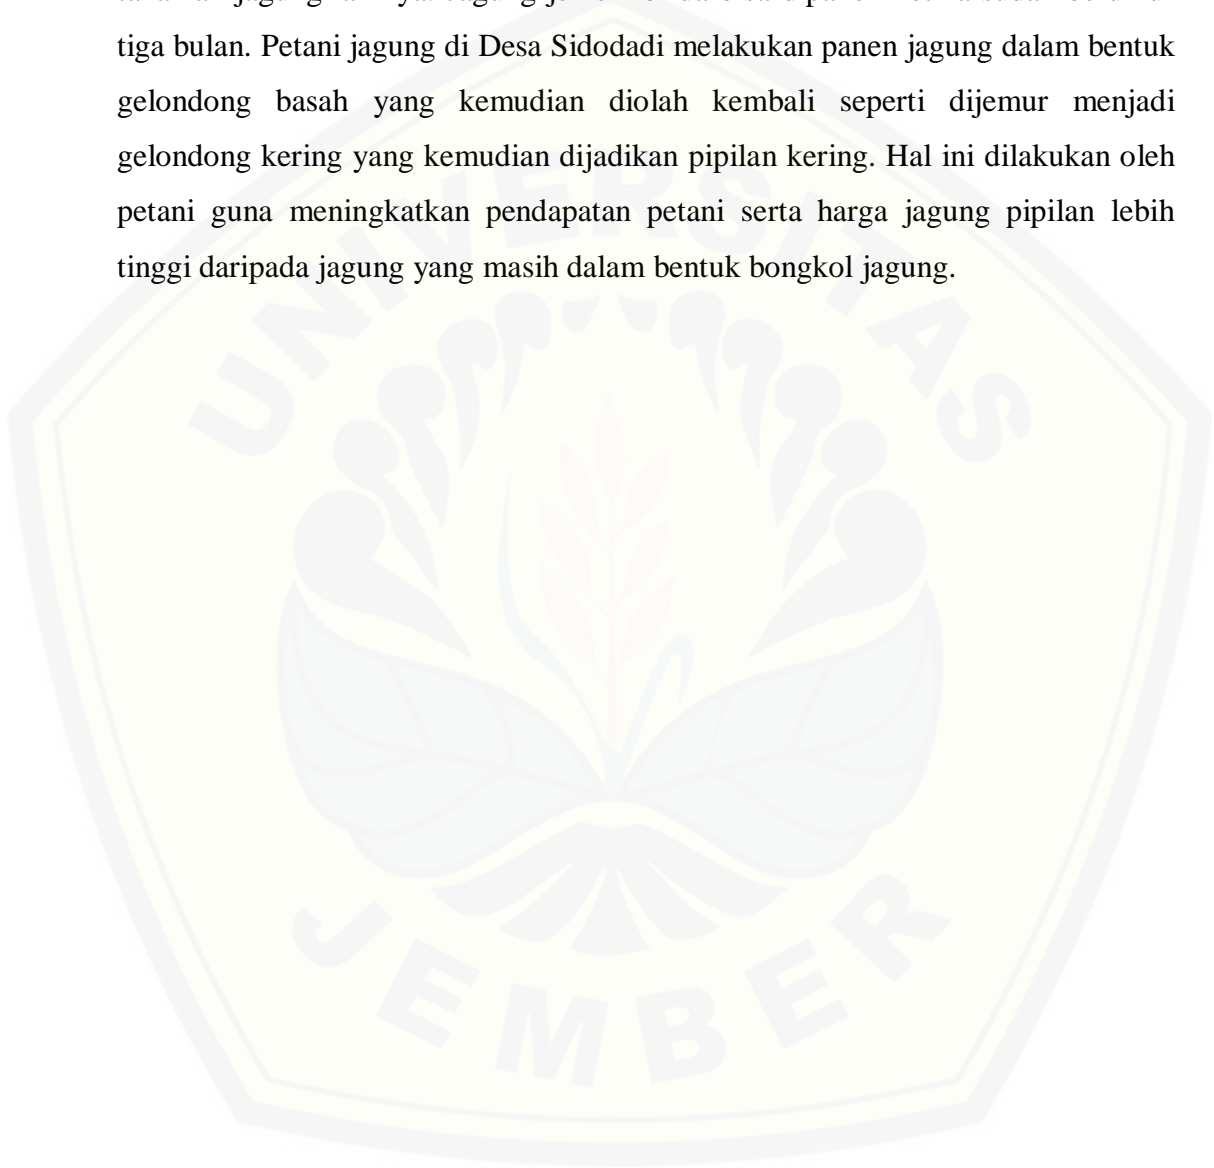 tiga bulan. Petani jagung di Desa Sidodadi melakukan panen jagung dalam bentuk
gelondong basah yang kemudian diolah kembali seperti dijemur menjadi
gelondong kering yang kemudian dijadikan pipilan kering. Hal ini dilakukan oleh
petani guna meningkatkan pendapatan petani serta harga jagung pipilan lebih
tinggi daripada jagung yang masih dalam bentuk bongkol jagung.
UNIVERSITAS
JEMBER